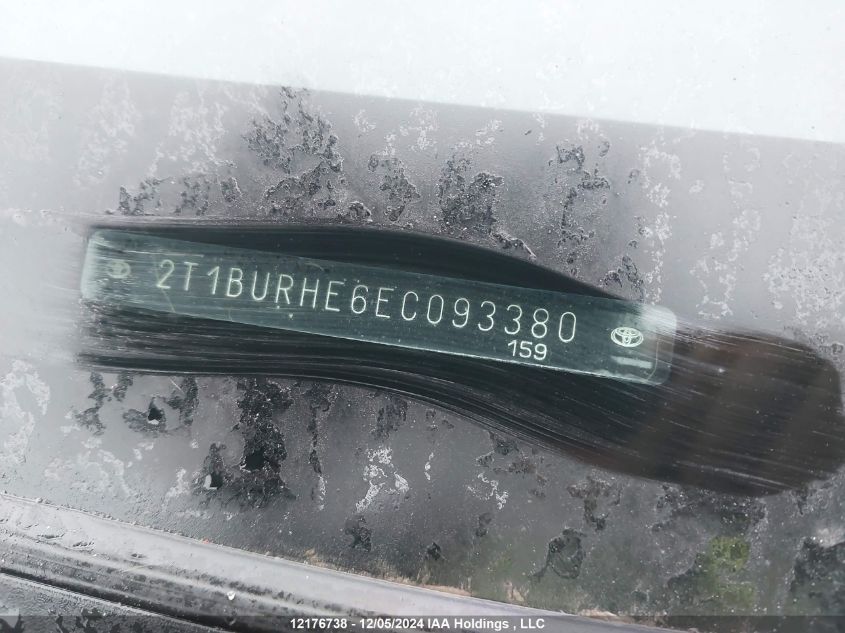 2T1BURHE6EC093380
159
12176738 - 12/05/2024 IAA Holdings , LLC